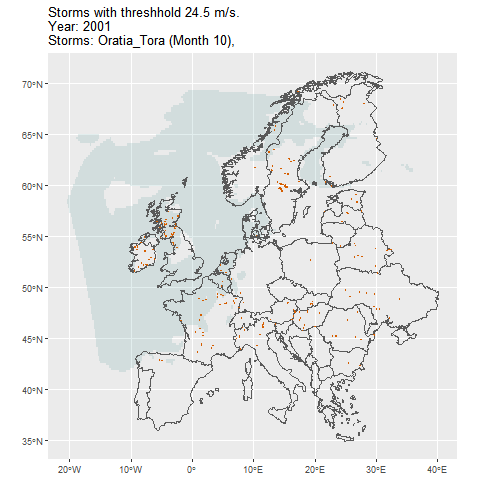 Storms with threshhold 24.5 m/s.
Year: 2001
Storms: Oratia_Tora (Month 10),
70°N
65°N
60°N
55°N
50°N
45°N
40°N
35°N
20°W
10°W
0°
10°E
20°E
30°E
40°E